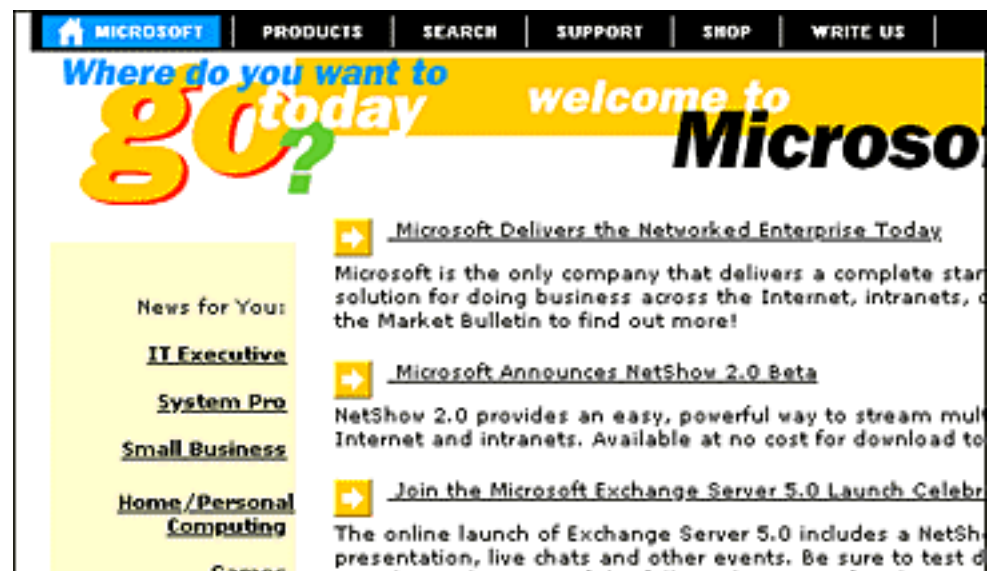 MICROSOFT PRODUCTS SEARCH SUPPORT SHOP WRITE US
Where do you want to
go today?
welcome to
Microso
Microsoft Delivers the Networked Enterprise Today
Microsoft is the only company that delivers a complete
solution for doing business across the Internet, intranets,
the Market Bulletin to find out more!
News for You:
IT Executive
System Pro
Small Business
Home/Personal
Computing
Games
Microsoft Announces NetShow 2.0 Beta
NetShow 2.0 provides an easy, powerful way to stream
Internet and intranets. Available at no cost for download
Join the Microsoft Exchange Server 5.0 Launch
The online launch of Exchange Server 5.0 includes a
presentation, live chats and other events. Be sure to test